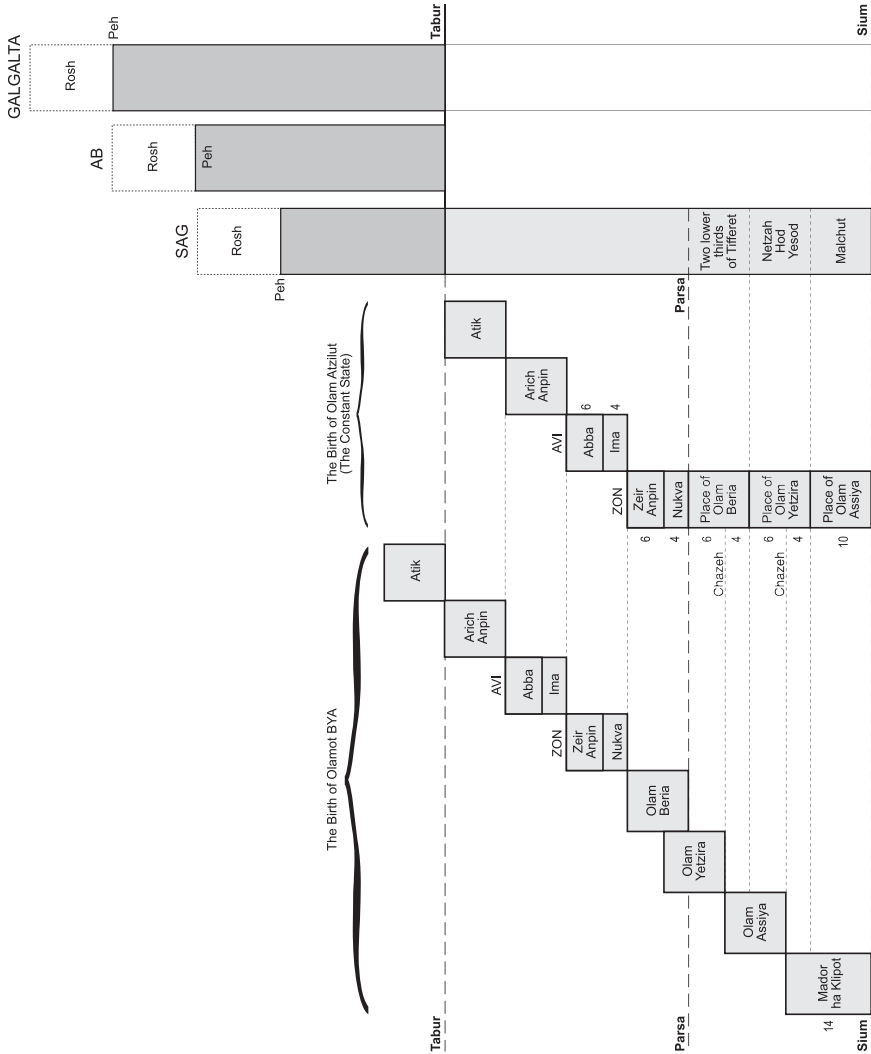 GALGALTA
Rosh
Peh
AB
Rosh
Peh
SAG
Rosh
Peh
Tabur
Two lower
thirds
of Tifferet
Netzah
Hod
Yesod
Malchut
Sium
Parsa
The Birth of Olam Atzilut
(The Constant State)
Atik
Arich
Anpin
AVI
Abba
6
Ima
4
ZON
Zeir
Anpin
6
Nukva
4
Place of
Olam
Beria
6
4
Chazeh
Place of
Olam
Yetzira
6
4
Chazeh
Place of
Olam
Assiya
10
The Birth of Olamot BYA
Atik
Arich
Anpin
AVI
Abba
Ima
ZON
Zeir
Anpin
Nukva
Olam
Beria
Olam
Yetzira
Olam
Assiya
Mador
ha Klipot
14
Tabur
Parsa
Sium